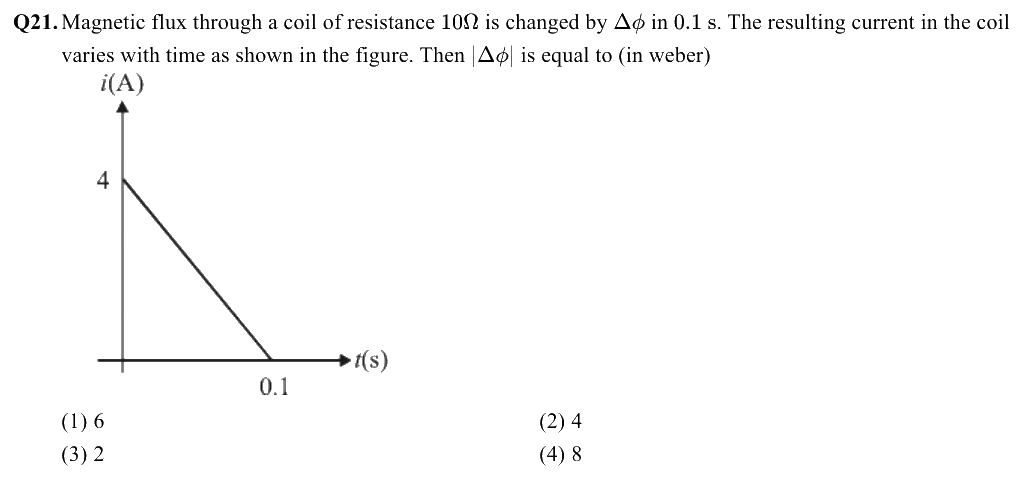 Q21. Magnetic flux through a coil of resistance 10Ω is changed by Δϕ in 0.1 s. The resulting current in the coil
varies with time as shown in the figure. Then |Δϕ| is equal to (in weber)
i(A)
4
t(s)
0.1
(1) 6 (2) 4
(3) 2 (4) 8